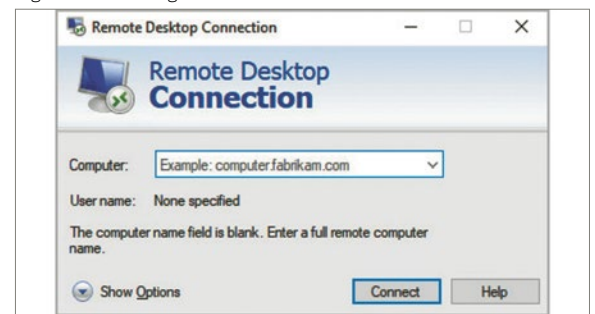 Remote Desktop Connection
Remote Desktop
Connection
Computer: Example: computer.fabrikam.com
User name: None specified
The computer name field is blank. Enter a full remote computer
name.
Show Options Connect Help